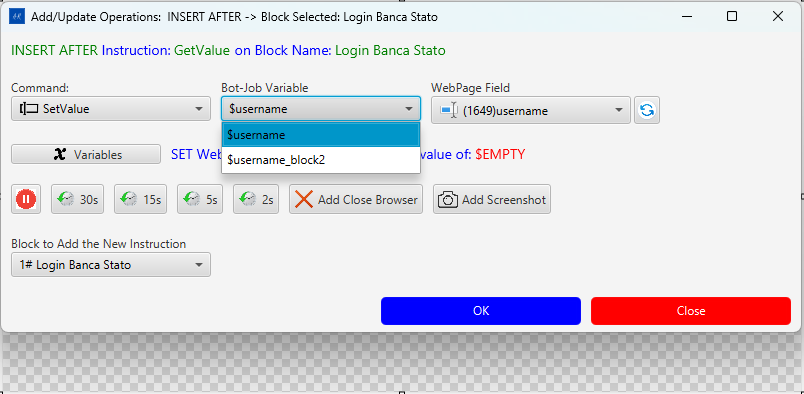 Add/Update Operations: INSERT AFTER -> Block Selected: Login Banca Stato
INSERT AFTER Instruction: GetValue on Block Name: Login Banca Stato
Command:
Bot-Job Variable
WebPage Field
SetValue
$username
(1649)username
$username
$username_block2
Variables
SET
value of: $EMPTY
30s
15s
5s
2s
Add Close Browser
Add Screenshot
Block to Add the New Instruction
1# Login Banca Stato
OK
Close